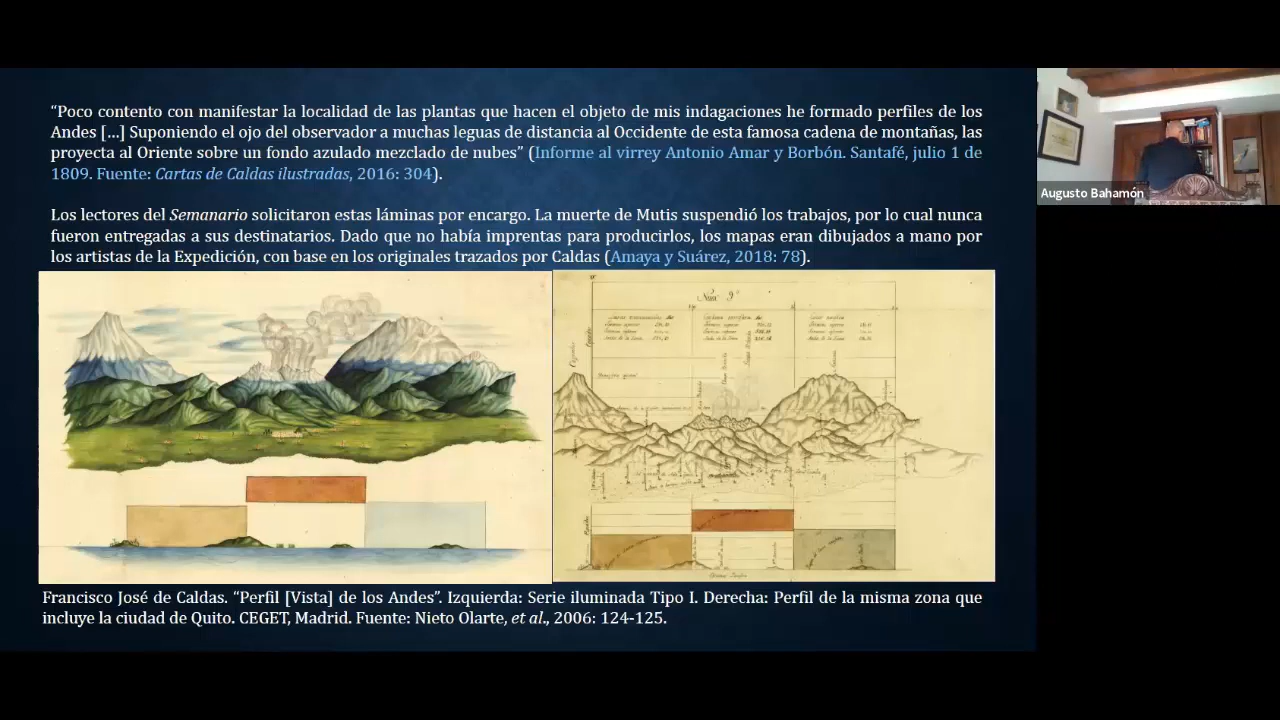 “Poco contento con manifestar la localidad de las plantas que hacen el objeto de mis indagaciones he formado perfiles de los
Andes [...] Suponiendo el ojo del observador a muchas leguas de distancia al Occidente de esta famosa cadena de montañas, las
proyecta al Oriente sobre un fondo azulado mezclado de nubes” (Informe al virrey Antonio Amar y Borbón. Santafé, julio 1 de
1809. Fuente: Cartas de Caldas ilustradas, 2016: 304).
Los lectores del Semanario solicitaron estas láminas por encargo. La muerte de Mutis suspendió los trabajos, por lo cual nunca
fueron entregadas a sus destinatarios. Dado que no había imprentas para producirlos, los mapas eran dibujados a mano por
los artistas de la Expedición, con base en los originales trazados por Caldas (Amaya y Suárez, 2018: 78).
Francisco José de Caldas. “Perfil [Vista] de los Andes”. Izquierda: Serie iluminada Tipo I. Derecha: Perfil de la misma zona que
incluye la ciudad de Quito. CEGET, Madrid. Fuente: Nieto Olarte, et al., 2006: 124-125.
Augusto Bahamón